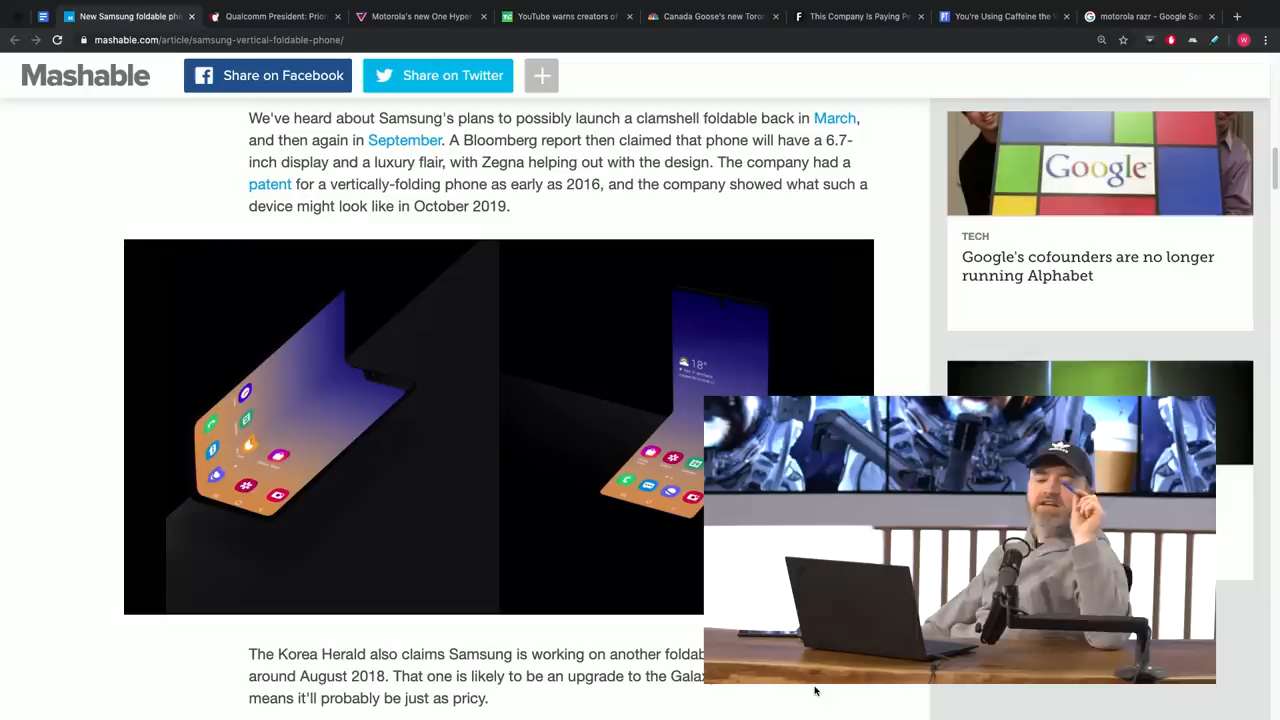 New Samsung foldable pho
Qualcomm President: Prior
Motorola's new One Hyper
YouTube warns creators of
Canada Goose's new Toron
This Company Is Paying Pe
You're Using Caffeine the
motorola razr - Google Sea
mashable.com/article/samsung-vertical-foldable-phone/
Mashable
Share on Facebook
Share on Twitter
We've heard about Samsung's plans to possibly launch a clamshell foldable back in March,
and then again in September. A Bloomberg report then claimed that phone will have a 6.7-
inch display and a luxury flair, with Zegna helping out with the design. The company had a
patent for a vertically-folding phone as early as 2016, and the company showed what such a
device might look like in October 2019.
Google
TECH
Google's cofounders are no longer
running Alphabet
18°
The Korea Herald also claims Samsung is working on another foldab
around August 2018. That one is likely to be an upgrade to the Galax
means it'll probably be just as pricy.